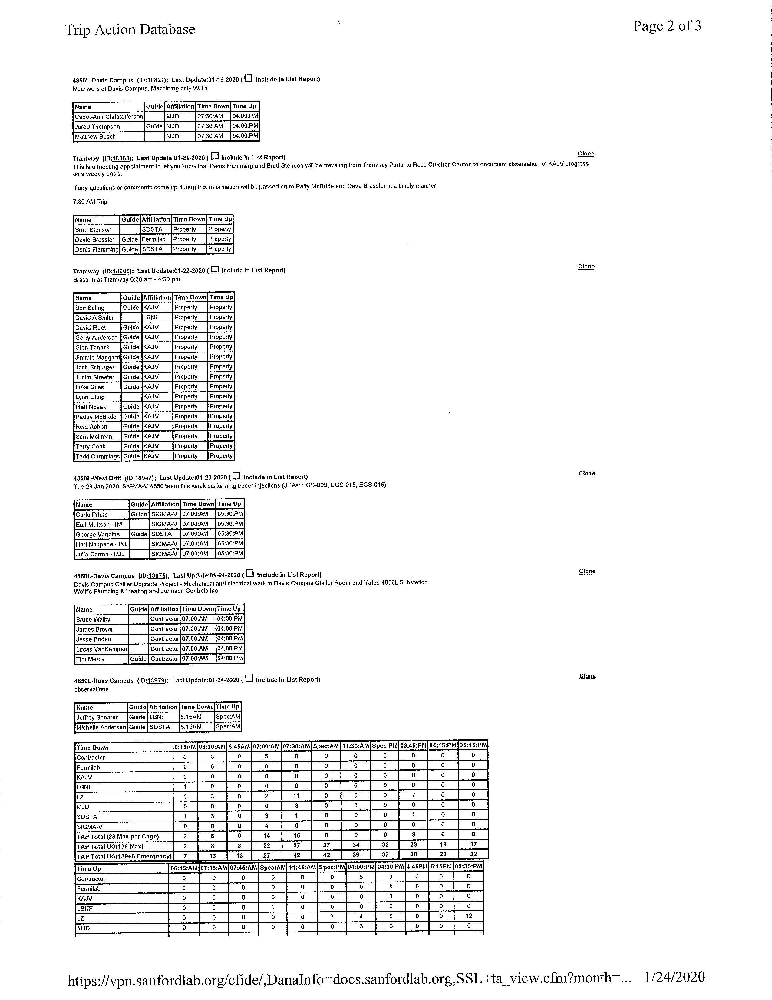 Trip Action Database
Page 2 of 3
4850L-Davis Campus (ID:18821); Last Update:01-16-2020 ( Include in List Report)
MJD work at Davis Campus. Machining only W/Th
Name Guide Affiliation Time Down Time Up
Cabot-Ann Christofferson MJD 07:30:AM 04:00:PM
Jared Thompson Guide MJD 07:30:AM 04:00:PM
Matthew Busch MJD 07:30:AM 04:00:PM
Clone
Tramway (ID:18883); Last Update:01-21-2020 ( Include in List Report)
This is a meeting appointment to let you know that Denis Flemming and Brett Stenson will be traveling from Tramway Portal to Ross Crusher Chutes to document observation of KAJV progress
on a weekly basis.
If any questions or comments come up during trip, information will be passed on to Patty McBride and Dave Bressler in a timely manner.
7:30 AM Trip
Name Guide Affiliation Time Down Time Up
Brett Stenson SDSTA Property Property
David Bressler Guide Fermilab Property Property
Denis Flemming Guide SDSTA Property Property
Clone
Tramway (ID:18905); Last Update:01-22-2020 ( Include in List Report)
Brass In at Tramway 6:30 am - 4:30 pm
Name Guide Affiliation Time Down Time Up
Ben Seling Guide KAJV Property Property
David A Smith LBNF Property Property
David Fleet Guide KAJV Property Property
Gerry Anderson Guide KAJV Property Property
Glen Tonack Guide KAJV Property Property
Jimmie Maggard Guide KAJV Property Property
Josh Schurger Guide KAJV Property Property
Justin Streeter Guide KAJV Property Property
Luke Giles Guide KAJV Property Property
Lynn Uhrig KAJV Property Property
Matt Novak Guide KAJV Property Property
Paddy McBride Guide KAJV Property Property
Reid Abbott Guide KAJV Property Property
Sam Mollman Guide KAJV Property Property
Terry Cook Guide KAJV Property Property
Todd Cummings Guide KAJV Property Property
Clone
4850L-West Drift (ID:18947); Last Update:01-23-2020 ( Include in List Report)
Tue 28 Jan 2020: SIGMA-V 4850 team this week performing tracer injections (JHAs: EGS-009, EGS-015, EGS-016)
Name Guide Affiliation Time Down Time Up
Carlo Primo Guide SIGMA-V 07:00:AM 05:30:PM
Earl Mattson - INL SIGMA-V 07:00:AM 05:30:PM
George Vandine Guide SDSTA 07:00:AM 05:30:PM
Hari Neupane - INL SIGMA-V 07:00:AM 05:30:PM
Julia Correa - LBL SIGMA-V 07:00:AM 05:30:PM
Clone
4850L-Davis Campus (ID:18975); Last Update:01-24-2020 ( Include in List Report)
Davis Campus Chiller Upgrade Project - Mechanical and electrical work in Davis Campus Chiller Room and Yates 4850L Substation
Wolff's Plumbing & Heating and Johnson Controls Inc.
Name Guide Affiliation Time Down Time Up
Bruce Walby Contractor 07:00:AM 04:00:PM
James Brown Contractor 07:00:AM 04:00:PM
Jesse Boden Contractor 07:00:AM 04:00:PM
Lucas VanKampen Contractor 07:00:AM 04:00:PM
Tim Mercy Guide Contractor 07:00:AM 04:00:PM
Clone
4850L-Ross Campus (ID:18979); Last Update:01-24-2020 ( Include in List Report)
observations
Name Guide Affiliation Time Down Time Up
Jeffrey Shearer Guide LBNF 6:15AM Spec:AM
Michelle Andersen Guide SDSTA 6:15AM Spec:AM
Time Down 6:15AM 06:30:AM 6:45AM 07:00:AM 07:30:AM Spec:AM 11:30:AM Spec:PM 03:45:PM 04:15:PM 05:15:PM
Contractor 0 0 0 5 0 0 0 0 0 0 0
Fermilab 0 0 0 0 0 0 0 0 0 0 0
KAJV 0 0 0 0 0 0 0 0 0 0 0
LBNF 1 0 0 0 0 0 0 0 0 0 0
LZ 0 3 0 2 11 0 0 0 7 0 0
MJD 0 0 0 0 3 0 0 0 0 0 0
SDSTA 1 3 0 3 1 0 0 0 1 0 0
SIGMA-V 0 0 0 4 0 0 0 0 0 0 0
TAP Total (28 Max per Cage) 2 6 0 14 15 0 0 0 8 0 0
TAP Total UG(139 Max) 2 8 8 22 37 37 34 32 33 18 17
TAP Total UG(139+5 Emergency) 7 13 13 27 42 42 39 37 38 23 22
Time Up 06:45:AM 07:15:AM 07:45:AM Spec:AM 11:45:AM Spec:PM 04:00:PM 04:30:PM 4:45PM 5:15PM 05:30:PM
Contractor 0 0 0 0 0 0 5 0 0 0 0
Fermilab 0 0 0 0 0 0 0 0 0 0 0
KAJV 0 0 0 0 0 0 0 0 0 0 0
LBNF 0 0 0 1 0 0 0 0 0 0 0
LZ 0 0 0 0 0 7 4 0 0 0 12
MJD 0 0 0 0 0 0 3 0 0 0 0
https://vpn.sanfordlab.org/cfide/,DanaInfo=docs.sanfordlab.org,SSL+ta_view.cfm?month=... 1/24/2020